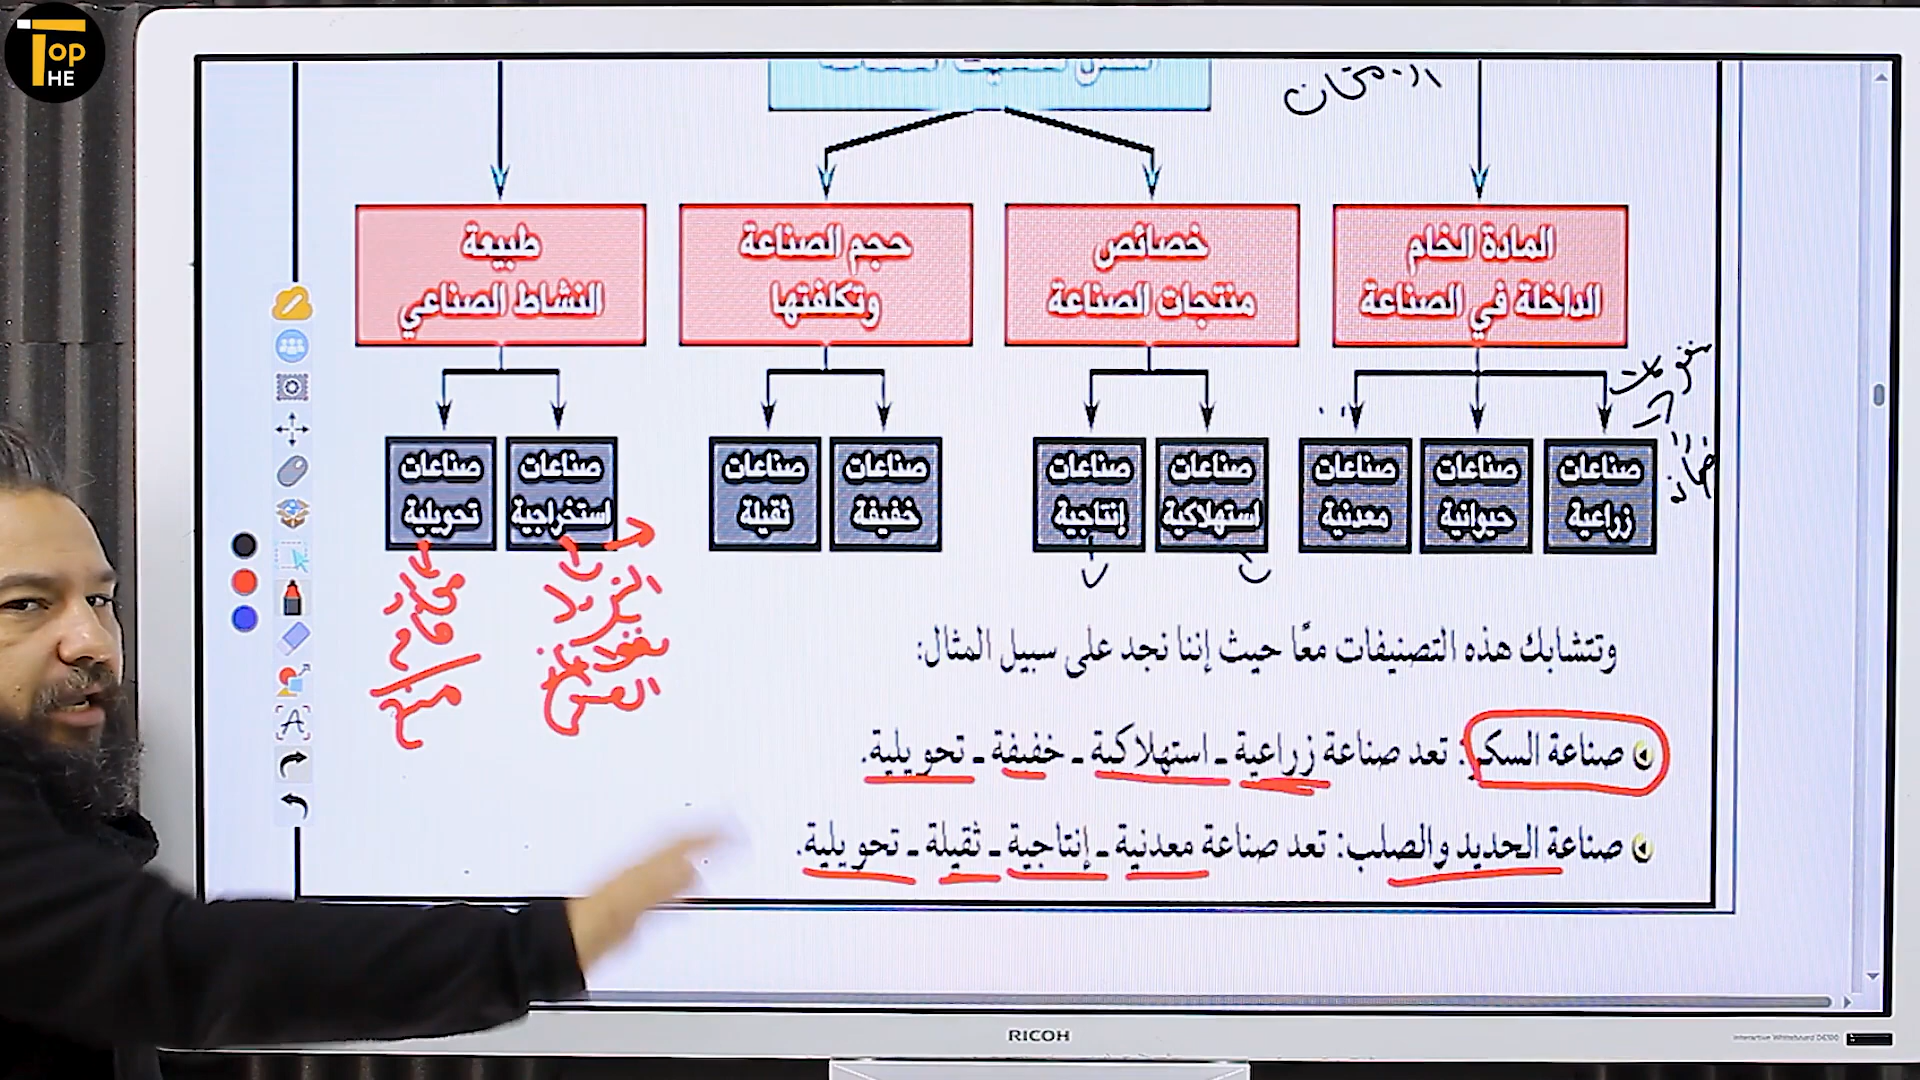 TOP
THE
الامتحان
المادة الخام
الداخلة في الصناعة
خصائص
منتجات الصناعة
حجم الصناعة
وتكلفتها
طبيعة
النشاط الصناعي
صناعات
زراعية
صناعات
حيوانية
صناعات
معدنية
صناعات
استهلاكية
صناعات
إنتاجية
صناعات
خفيفة
صناعات
ثقيلة
صناعات
استخراجية
صناعات
تحويلية
وتتشابك هذه التصنيفات معًا حيث إننا نجد على سبيل المثال:
صناعة السكر: تعد صناعة زراعية ـ استهلاكية ـ خفيفة ـ تحويلية.
صناعة الحديد والصلب: تعد صناعة معدنية ـ إنتاجية ـ ثقيلة ـ تحويلية.
RICOH